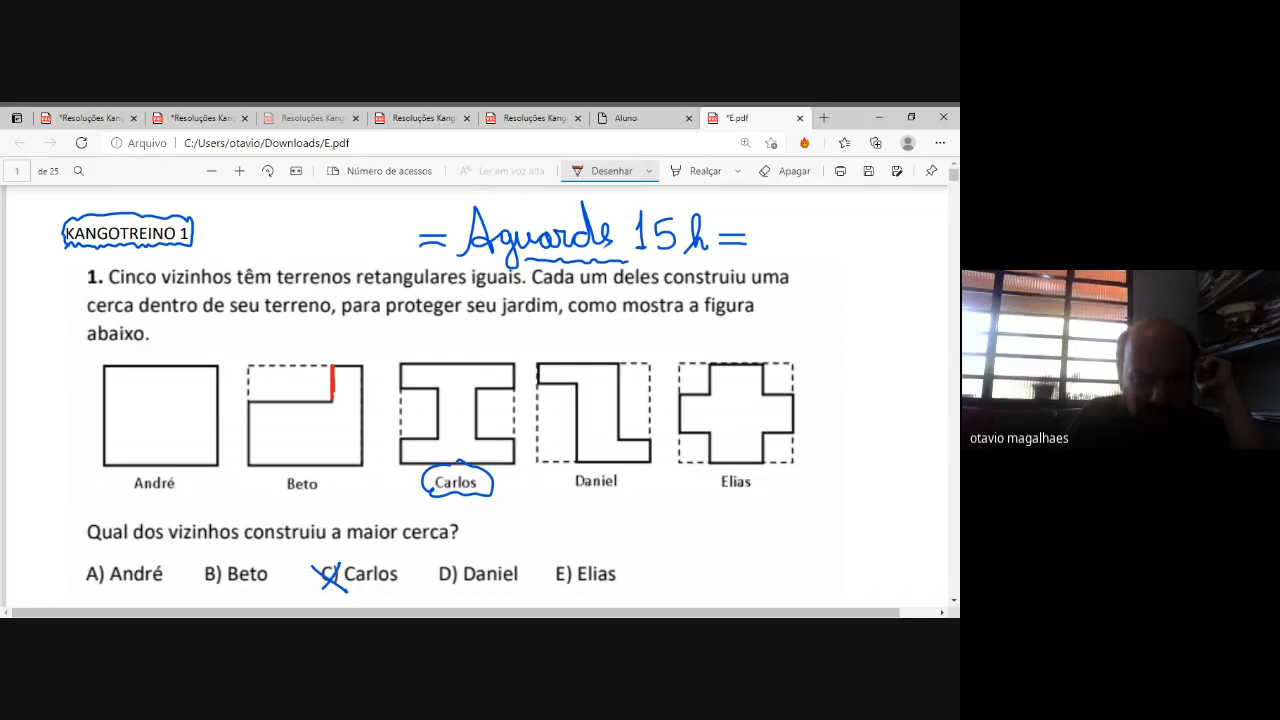 *Resoluções Kang
*Resoluções Kang
Resoluções Kang
Resoluções Kang
Resoluções Kang
Aluno
*E.pdf
Arquivo
C:/Users/otavio/Downloads/E.pdf
1
de 25
Número de acessos
Ler em voz alta
Desenhar
Realçar
Apagar
KANGOTREINO 1
= Aguarde 15 h =
1. Cinco vizinhos têm terrenos retangulares iguais. Cada um deles construiu uma
cerca dentro de seu terreno, para proteger seu jardim, como mostra a figura
abaixo.
André Beto Carlos Daniel Elias
otavio magalhaes
Qual dos vizinhos construiu a maior cerca?
A) André B) Beto C) Carlos D) Daniel E) Elias